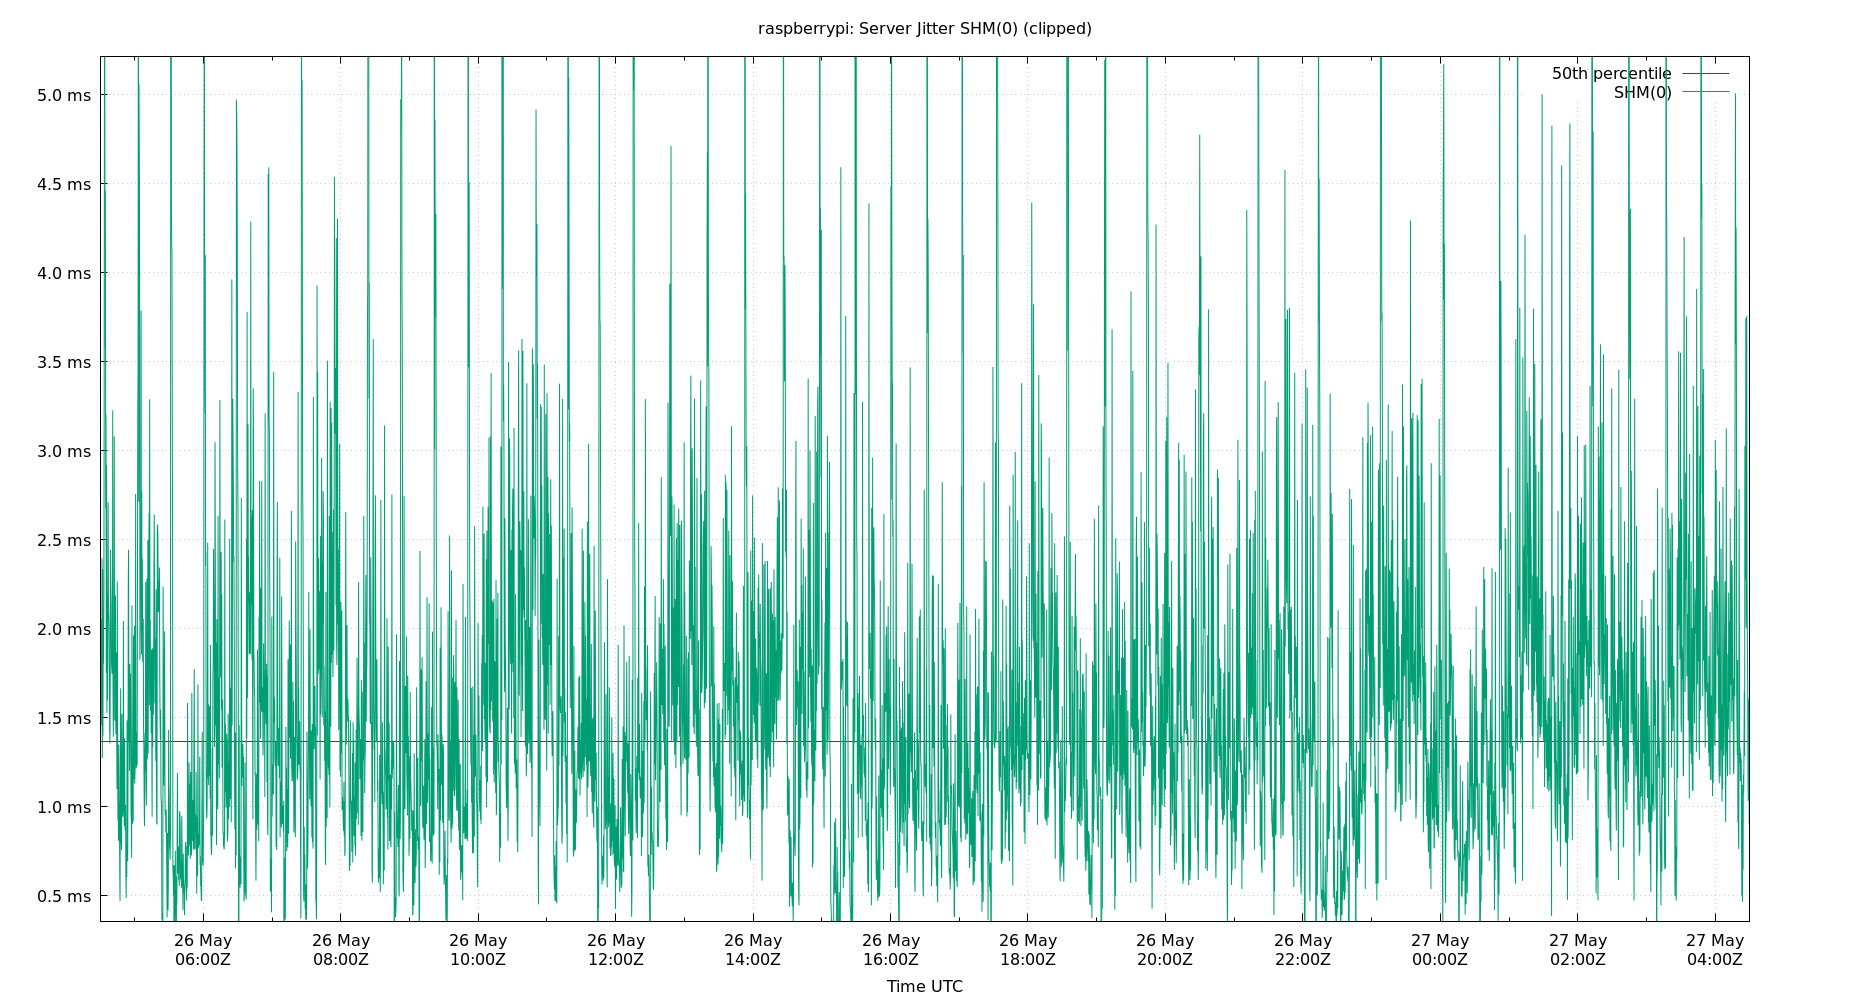 raspberrypi: Server Jitter SHM(0) (clipped)
50th percentile
SHM(0)
5.0 ms
4.5 ms
4.0 ms
3.5 ms
3.0 ms
2.5 ms
2.0 ms
1.5 ms
1.0 ms
0.5 ms
26 May 26 May 26 May 26 May 26 May 26 May 26 May 26 May 26 May 27 May 27 May 27 May
06:00Z 08:00Z 10:00Z 12:00Z 14:00Z 16:00Z 18:00Z 20:00Z 22:00Z 00:00Z 02:00Z 04:00Z
Time UTC